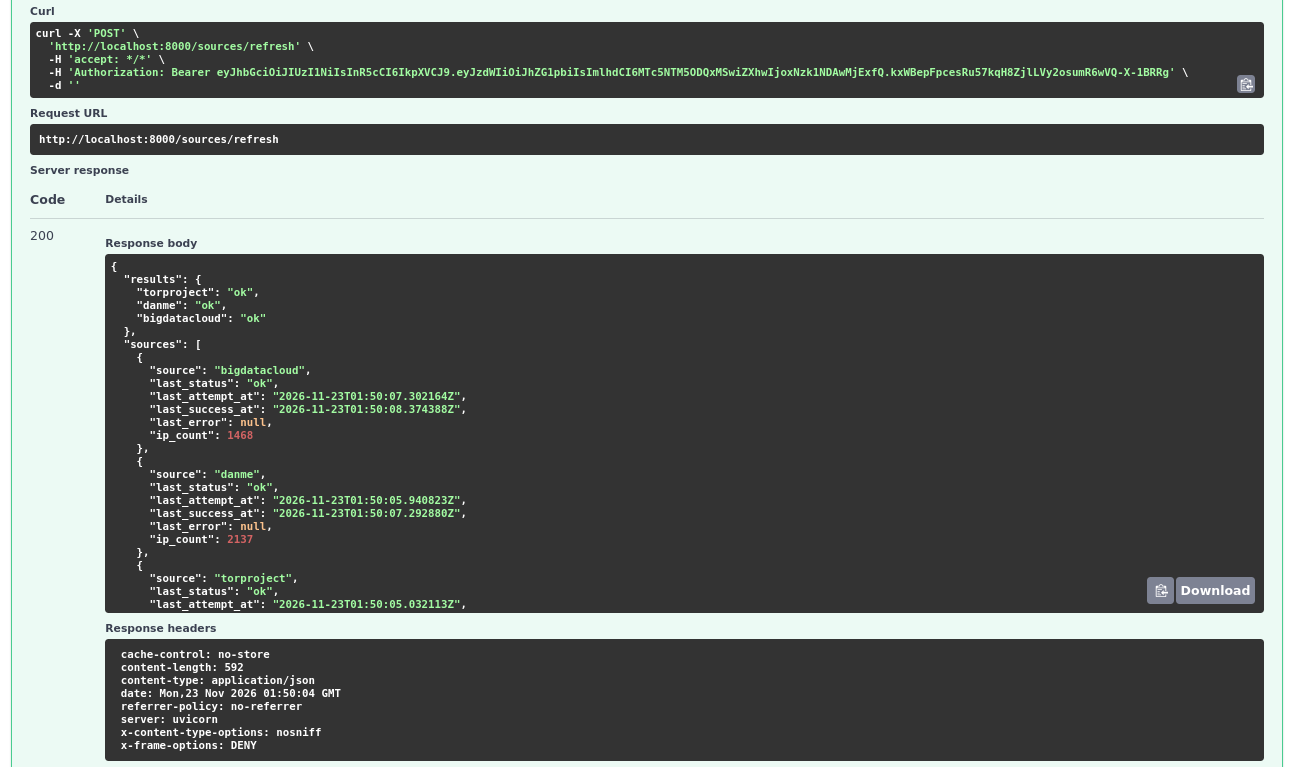 Curl
curl -X 'POST' \
'http://localhost:8000/sources/refresh' \
-H 'accept: */*' \
-H 'Authorization: Bearer eyJhbGciOiJIUzI1NiIsInR5cCI6IkpXVCJ9.eyJzdWIiOiJhZG1pbiIsImlhdCI6MTc5NTM5ODQxMSwiZXhwIjoxNzk1NDAwMjExfQ.kxWBepFpcesRu57kqH8ZjlLVy2osumR6wVQ-X-1BRRg' \
-d ''
Request URL
http://localhost:8000/sources/refresh
Server response
Code Details
200
Response body
{
"results": {
"torproject": "ok",
"danme": "ok",
"bigdatacloud": "ok"
},
"sources": [
{
"source": "bigdatacloud",
"last_status": "ok",
"last_attempt_at": "2026-11-23T01:50:07.302164Z",
"last_success_at": "2026-11-23T01:50:08.374388Z",
"last_error": null,
"ip_count": 1468
},
{
"source": "danme",
"last_status": "ok",
"last_attempt_at": "2026-11-23T01:50:05.940823Z",
"last_success_at": "2026-11-23T01:50:07.292880Z",
"last_error": null,
"ip_count": 2137
},
{
"source": "torproject",
"last_status": "ok",
"last_attempt_at": "2026-11-23T01:50:05.032113Z",
Download
Response headers
cache-control: no-store
content-length: 592
content-type: application/json
date: Mon,23 Nov 2026 01:50:04 GMT
referrer-policy: no-referrer
server: uvicorn
x-content-type-options: nosniff
x-frame-options: DENY